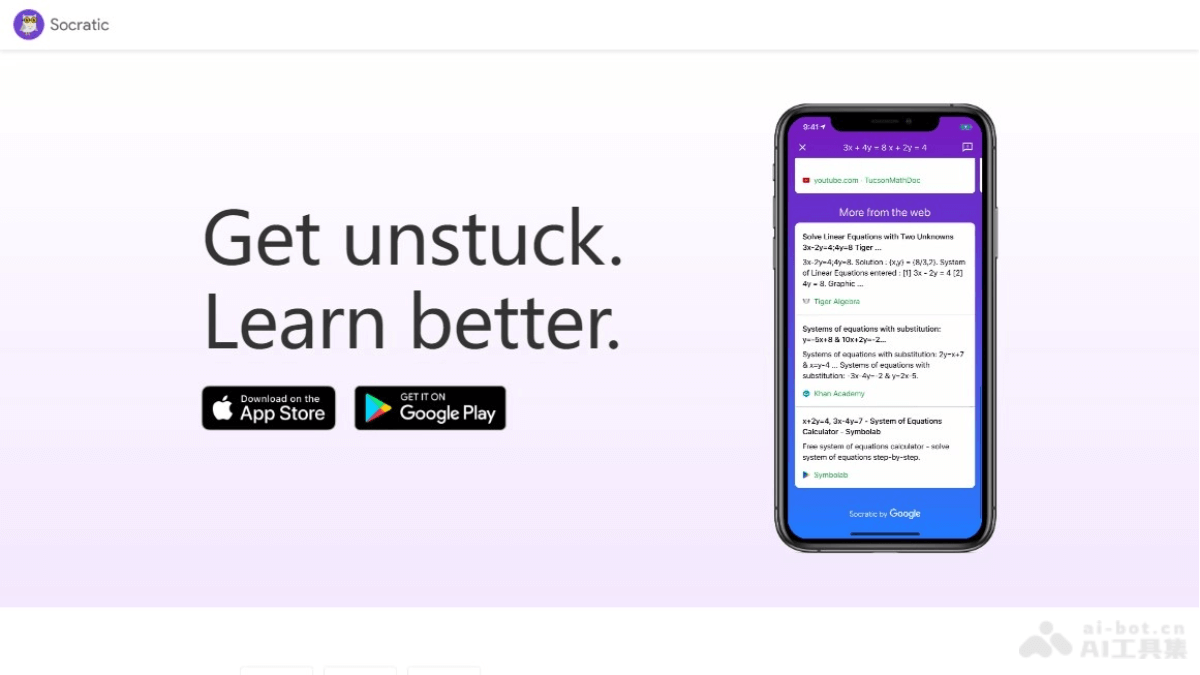 Socratic
Get unstuck.
Learn better.
Download on the
App Store
GET IT ON
Google Play
9:41
3x + 4y = 8 x + 2y = 4
youtube.com · TucsonMathDoc
More from the web
Solve Linear Equations with Two Unknowns
3x-2y=4;4y=8 Tiger ...
3x-2y=4;4y=8. Solution : {x,y} = {8/3,2}. System
of Linear Equations entered : [1] 3x - 2y = 4 [2]
4y = 8. Graphic ...
Tiger Algebra
Systems of equations with substitution:
y=-5x+8 & 10x+2y=-2...
Systems of equations with substitution: 2y=x+7
& x=y-4 ... Systems of equations with
substitution: -3x-4y=-2 & y=2x-5.
Khan Academy
x+2y=4, 3x-4y=7 - System of Equations
Calculator - Symbolab
Free system of equations calculator - solve
system of equations step-by-step.
Symbolab
Socratic by Google
ai-bot.cn
AI工具集